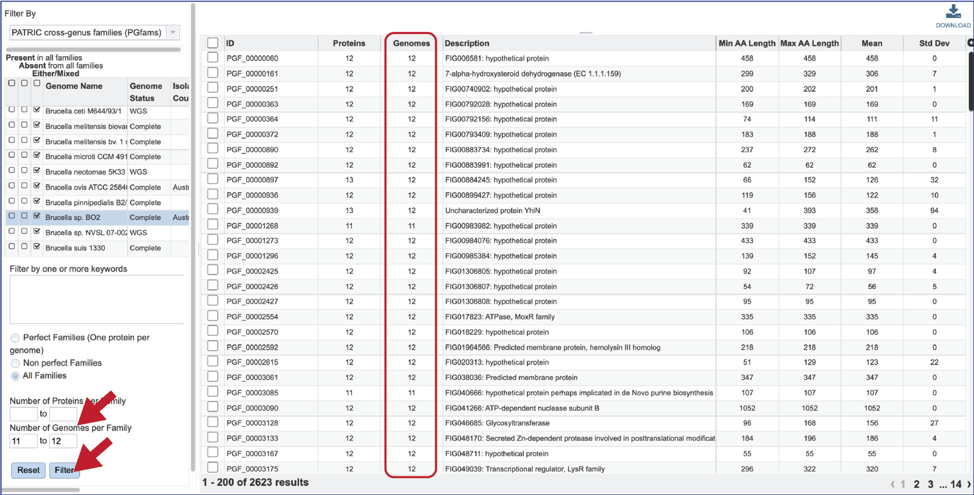 Filter By
PATRIC cross-genus families (PGfams)
Present in all families
Absent from all families
Either/Mixed
Genome Name Genome Status Isola Cou
Brucella ceti M644/93/1 WGS
Brucella melitensis biovar Complete
Brucella melitensis bv. 1 s Complete
Brucella microti CCM 491 Complete
Brucella neotomae 5K33 WGS
Brucella ovis ATCC 2584 Complete Austr
Brucella pinnipedialis B2/ Complete
Brucella sp. BO2 Complete Austr
Brucella sp. NVSL 07-002 WGS
Brucella suis 1330 Complete
Filter by one or more keywords
Perfect Families (One protein per
genome)
Non perfect Families
All Families
Number of Proteins per Family
to
Number of Genomes per Family
11 to 12
Reset Filter
DOWNLOAD
ID Proteins Genomes Description Min AA Length Max AA Length Mean Std Dev
PGF_00000060 12 12 FIG006581: hypothetical protein 458 458 458 0
PGF_00000161 12 12 7-alpha-hydroxysteroid dehydrogenase (EC 1.1.1.159) 299 329 306 7
PGF_00000251 12 12 FIG00740902: hypothetical protein 200 202 201 1
PGF_00000363 12 12 FIG00792028: hypothetical protein 169 169 169 0
PGF_00000364 12 12 FIG00792156: hypothetical protein 74 114 111 11
PGF_00000372 12 12 FIG00793409: hypothetical protein 183 188 188 1
PGF_00000890 12 12 FIG00883734: hypothetical protein 237 272 262 8
PGF_00000892 12 12 FIG00883991: hypothetical protein 62 62 62 0
PGF_00000897 13 12 FIG00884245: hypothetical protein 66 152 126 32
PGF_00000936 12 12 FIG00899427: hypothetical protein 119 156 122 10
PGF_00000939 13 12 Uncharacterized protein YhiN 41 393 358 94
PGF_00001268 11 11 FIG00983982: hypothetical protein 339 339 339 0
PGF_00001273 12 12 FIG00984076: hypothetical protein 433 433 433 0
PGF_00001296 12 12 FIG00985384: hypothetical protein 139 152 145 4
PGF_00002425 12 12 FIG01306805: hypothetical protein 92 107 97 4
PGF_00002426 12 12 FIG01306807: hypothetical protein 54 72 56 5
PGF_00002427 12 12 FIG01306808: hypothetical protein 95 95 95 0
PGF_00002554 12 12 FIG017823: ATPase, MoxR family 335 335 335 0
PGF_00002570 12 12 FIG018229: hypothetical protein 106 106 106 0
PGF_00002592 12 12 FIG01964566: Predicted membrane protein, hemolysin III homolog 218 218 218 0
PGF_00002615 12 12 FIG020313: hypothetical protein 51 129 123 22
PGF_00003061 12 12 FIG038036: Predicted membrane protein 347 347 347 0
PGF_00003085 11 11 FIG040666: hypothetical protein perhaps implicated in de Novo purine biosynthesis 107 107 107 0
PGF_00003090 12 12 FIG041266: ATP-dependent nuclease subunit B 1052 1052 1052 0
PGF_00003128 12 12 FIG046685: Glycosyltransferase 96 168 156 27
PGF_00003133 12 12 FIG048170: Secreted Zn-dependent protease involved in posttranslational modificat 184 196 186 4
PGF_00003167 12 12 FIG048711: hypothetical protein 55 55 55 0
PGF_00003175 12 12 FIG049039: Transcriptional regulator, LysR family 296 322 320 7
1 - 200 of 2623 results
1 2 3 ... 14